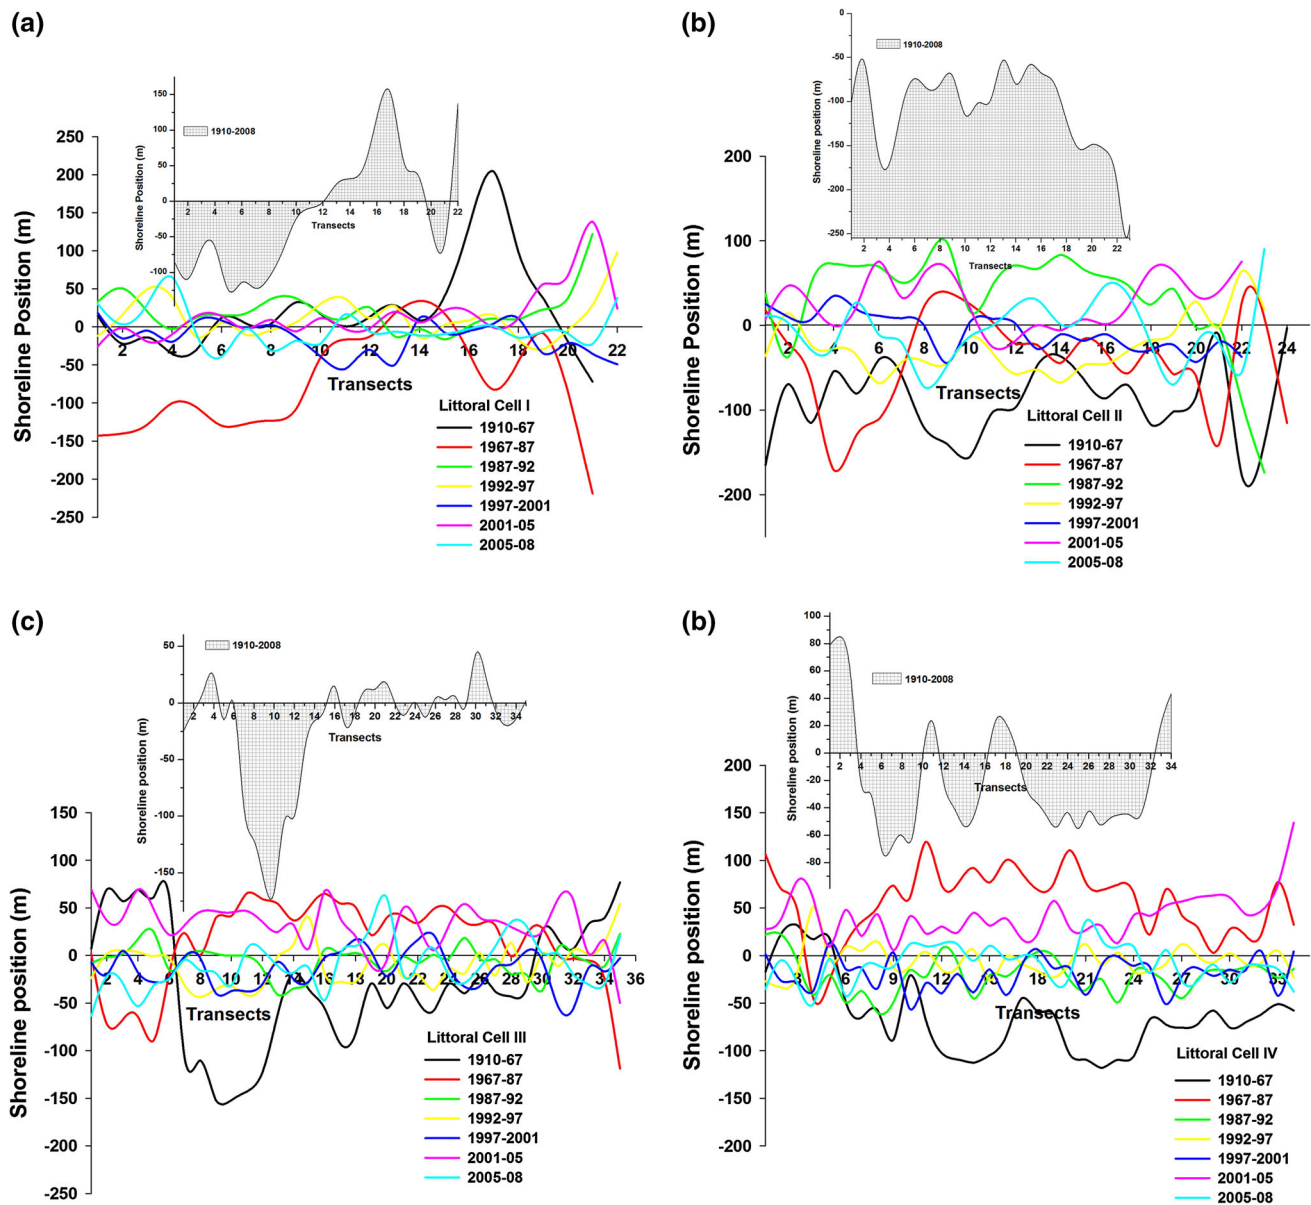 (a)
150
100
50
0
-50
-100
Shoreline Position (m)
1910-2008
2 4 6 8 10 12 14 16 18 20 22
Transects
250
200
150
100
50
0
-50
-100
-150
-200
-250
Shoreline Position (m)
2 4 6 8 10 12 14 16 18 20 22
Transects
Littoral Cell I
1910-67
1967-87
1987-92
1992-97
1997-2001
2001-05
2005-08
(b)
0
-50
-100
-150
-200
-250
Shoreline position (m)
1910-2008
1 4 6 8 10 12 14 17 19 22
Transects
200
100
0
-100
-200
Shoreline Position (m)
2 4 6 8 10 12 14 16 18 20 22 24
Transects
Littoral Cell II
1910-67
1967-87
1987-92
1992-97
1997-2001
2001-05
2005-08
(c)
50
0
-50
-100
-150
Shoreline position (m)
1910-2008
2 4 6 8 10 12 14 16 18 20 22 24 26 28 30 32 34
Transects
150
100
50
0
-50
-100
-150
-200
-250
Shoreline position (m)
2 4 6 8 10 12 14 16 18 20 22 24 26 28 30 32 34 36
Transects
Littoral Cell III
1910-67
1967-87
1987-92
1992-97
1997-2001
2001-05
2005-08
(b)
100
80
60
40
20
0
-20
-40
-60
-80
Shoreline position (m)
1910-2008
2 4 6 8 10 12 14 16 18 20 22 24 26 28 30 32 34
Transects
200
150
100
50
0
-50
-100
-150
-200
Shoreline position (m)
3 6 9 12 15 18 21 24 27 30 33
Transects
Littoral Cell IV
1910-67
1967-87
1987-92
1992-97
1997-2001
2001-05
2005-08